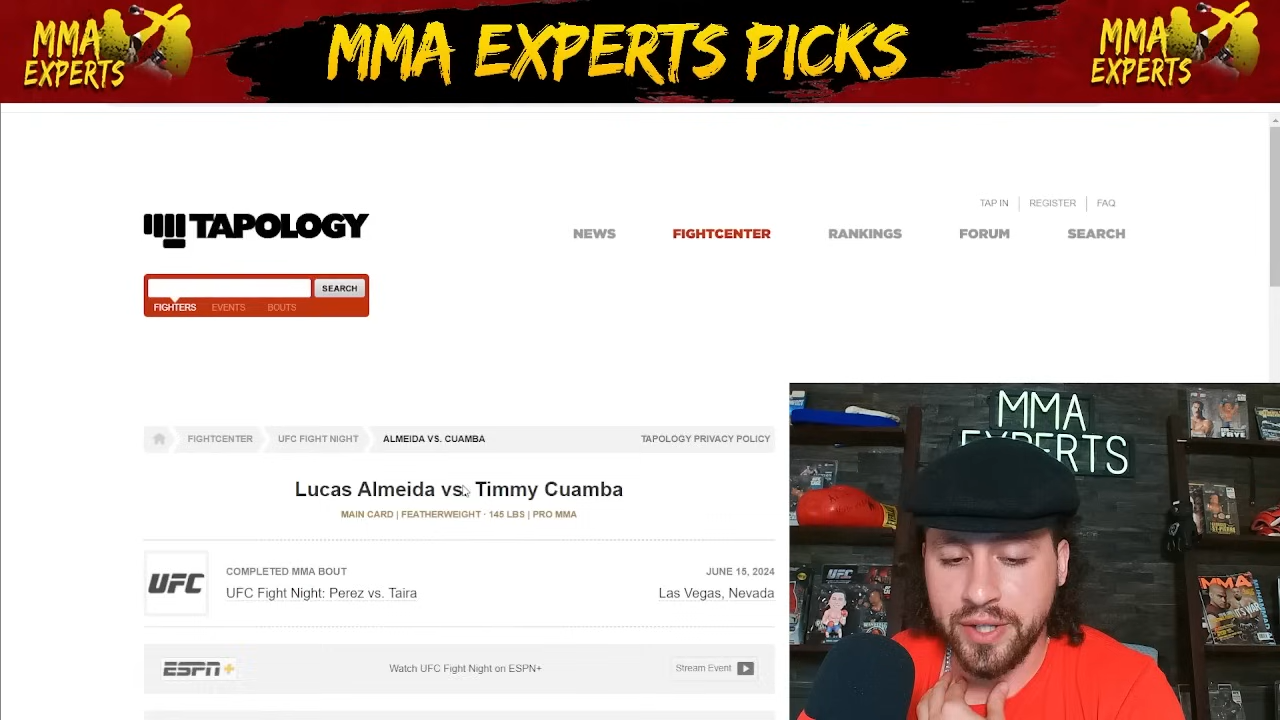 MMA
EXPERTS
MMA EXPERTS PICKS
MMA
EXPERTS
TAPOLOGY
TAP IN
REGISTER
FAQ
NEWS
FIGHTCENTER
RANKINGS
FORUM
SEARCH
SEARCH
FIGHTERS
EVENTS
BOUTS
FIGHTCENTER
UFC FIGHT NIGHT
ALMEIDA VS. CUAMBA
TAPOLOGY PRIVACY POLICY
Lucas Almeida vs. Timmy Cuamba
MAIN CARD | FEATHERWEIGHT · 145 LBS | PRO MMA
UFC
COMPLETED MMA BOUT
JUNE 15, 2024
UFC Fight Night: Perez vs. Taira
Las Vegas, Nevada
ESPN+
Watch UFC Fight Night on ESPN+
Stream Event
MMA
EXPERTS
UFC
MMA